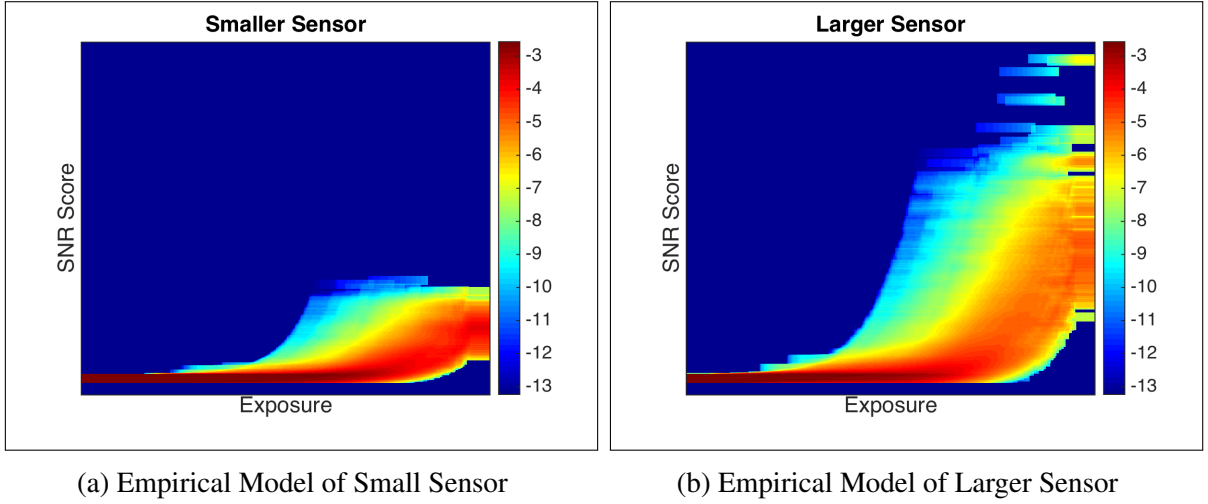 Smaller Sensor
SNR Score
Exposure
-3
-4
-5
-6
-7
-8
-9
-10
-11
-12
-13
Larger Sensor
SNR Score
Exposure
-3
-4
-5
-6
-7
-8
-9
-10
-11
-12
-13
(a) Empirical Model of Small Sensor
(b) Empirical Model of Larger Sensor